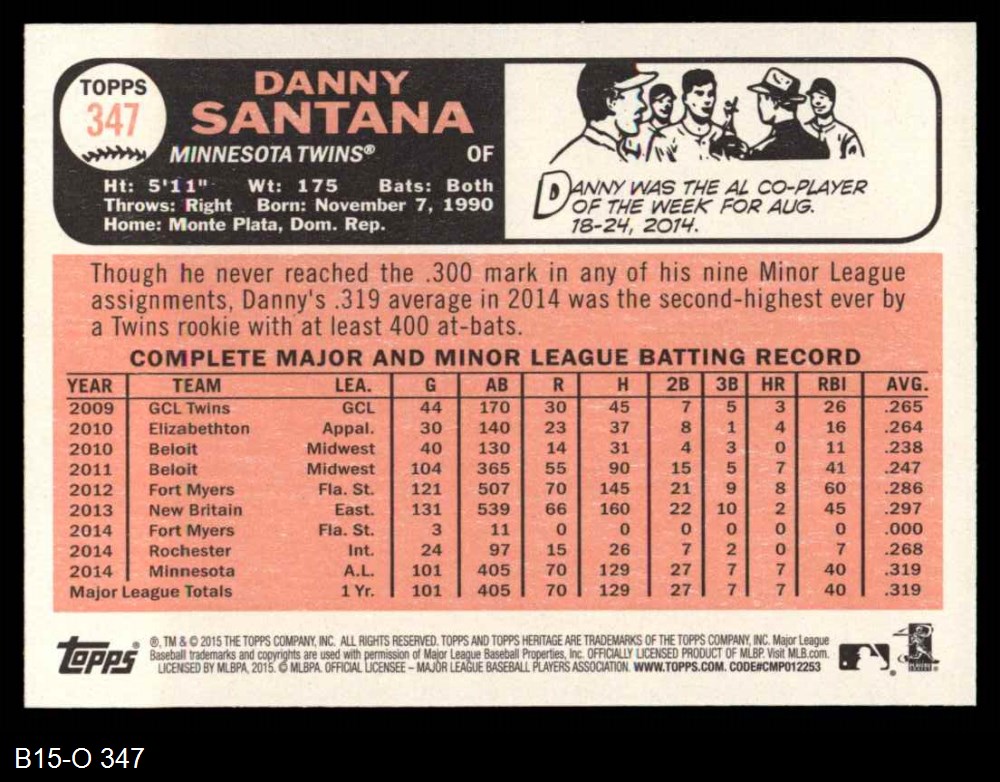 TOPPS
347
DANNY
SANTANA
MINNESOTA TWINS® OF
Ht: 5'11" Wt: 175 Bats: Both
Throws: Right Born: November 7, 1990
Home: Monte Plata, Dom. Rep.
DANNY WAS THE AL CO-PLAYER
OF THE WEEK FOR AUG.
18-24, 2014.
Though he never reached the .300 mark in any of his nine Minor League
assignments, Danny's .319 average in 2014 was the second-highest ever by
a Twins rookie with at least 400 at-bats.
COMPLETE MAJOR AND MINOR LEAGUE BATTING RECORD
YEAR TEAM LEA. G AB R H 2B 3B HR RBI AVG.
2009 GCL Twins GCL 44 170 30 45 7 5 3 26 .265
2010 Elizabethton Appal. 30 140 23 37 8 1 4 16 .264
2010 Beloit Midwest 40 130 14 31 4 3 0 11 .238
2011 Beloit Midwest 104 365 55 90 15 5 7 41 .247
2012 Fort Myers Fla. St. 121 507 70 145 21 9 8 60 .286
2013 New Britain East. 131 539 66 160 22 10 2 45 .297
2014 Fort Myers Fla. St. 3 11 0 0 0 0 0 0 .000
2014 Rochester Int. 24 97 15 26 7 2 0 7 .268
2014 Minnesota A.L. 101 405 70 129 27 7 7 40 .319
Major League Totals 1 Yr. 101 405 70 129 27 7 7 40 .319
topps®
®, TM & © 2015 THE TOPPS COMPANY, INC. ALL RIGHTS RESERVED. TOPPS AND TOPPS HERITAGE ARE TRADEMARKS OF THE TOPPS COMPANY, INC. Major League
Baseball trademarks and copyrights are used with permission of Major League Baseball Properties, Inc. OFFICIALLY LICENSED PRODUCT OF MLBP. Visit MLB.com.
LICENSED BY MLBPA, 2015. © MLBPA. OFFICIAL LICENSEE – MAJOR LEAGUE BASEBALL PLAYERS ASSOCIATION. WWW.TOPPS.COM. CODE#CMP012253
B15-O 347